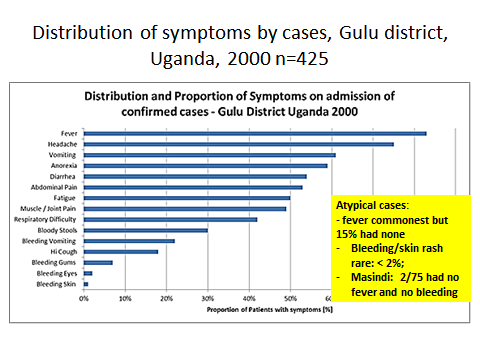 Distribution of symptoms by cases, Gulu district,
Uganda, 2000 n=425
Distribution and Proportion of Symptoms on admission of
confirmed cases - Gulu District Uganda 2000
Fever
Headache
Vomiting
Anorexia
Diarrhea
Abdominal Pain
Fatigue
Muscle / Joint Pain
Respiratory Difficulty
Bloody Stools
Bleeding Vomiting
Hi Cough
Bleeding Gums
Bleeding Eyes
Bleeding Skin
0% 10% 20% 30% 40% 50%
Proportion of Patients with symptoms [%]
Atypical cases:
- fever commonest but
15% had none
- Bleeding/skin rash
rare: < 2%;
- Masindi: 2/75 had no
fever and no bleeding